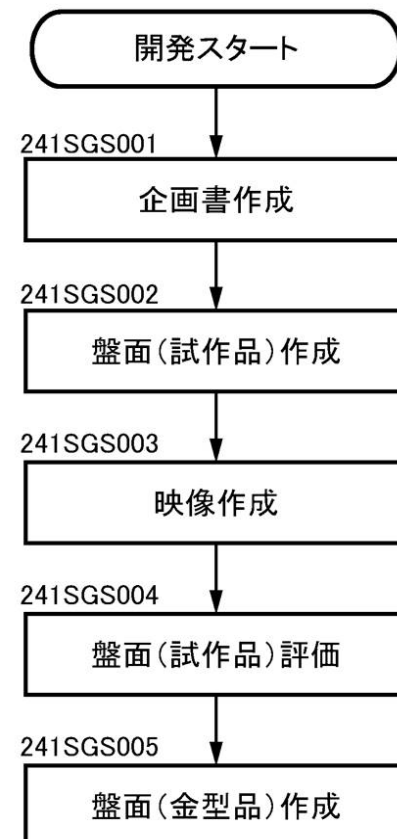 開発スタート
241SGS001
企画書作成
241SGS002
盤面(試作品)作成
241SGS003
映像作成
241SGS004
盤面(試作品)評価
241SGS005
盤面(金型品)作成